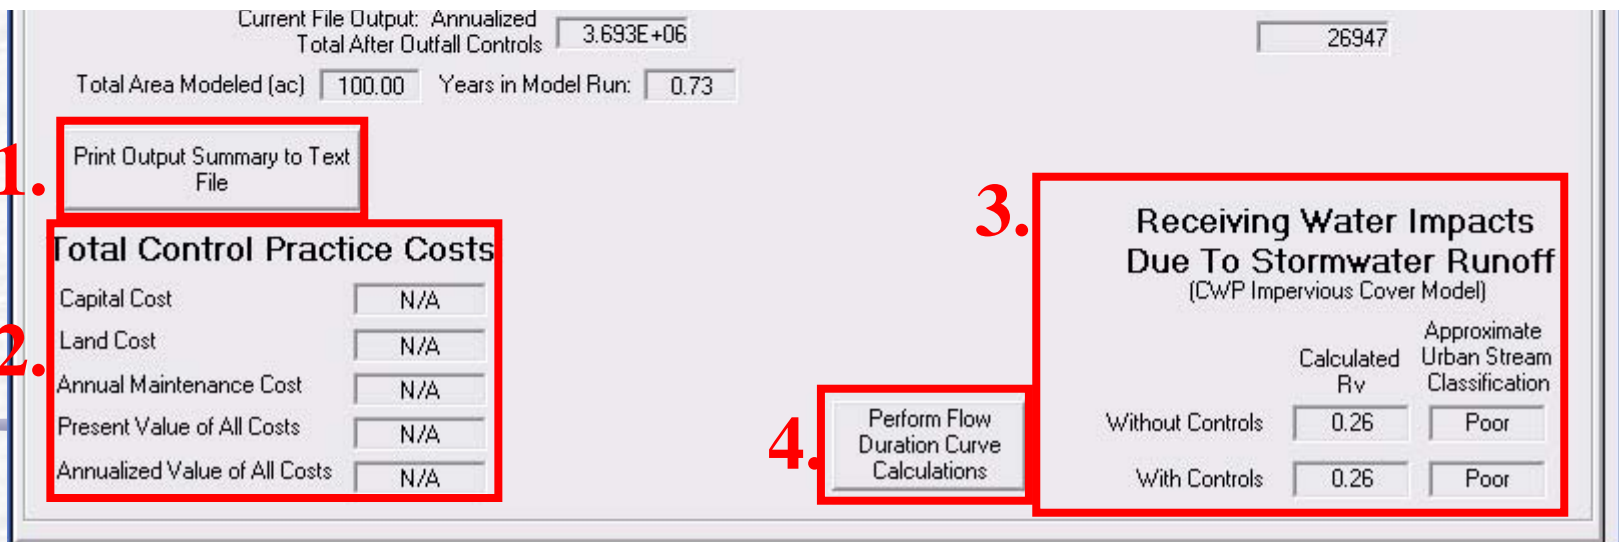 Current File Output: Annualized
Total After Outfall Controls 3.693E+06 26947
Total Area Modeled (ac) 100.00 Years in Model Run: 0.73
1.
Print Output Summary to Text
File
2.
Total Control Practice Costs
Capital Cost N/A
Land Cost N/A
Annual Maintenance Cost N/A
Present Value of All Costs N/A
Annualized Value of All Costs N/A
3.
Receiving Water Impacts
Due To Stormwater Runoff
(CWP Impervious Cover Model)
Calculated
Rv
Approximate
Urban Stream
Classification
Without Controls 0.26 Poor
With Controls 0.26 Poor
4.
Perform Flow
Duration Curve
Calculations